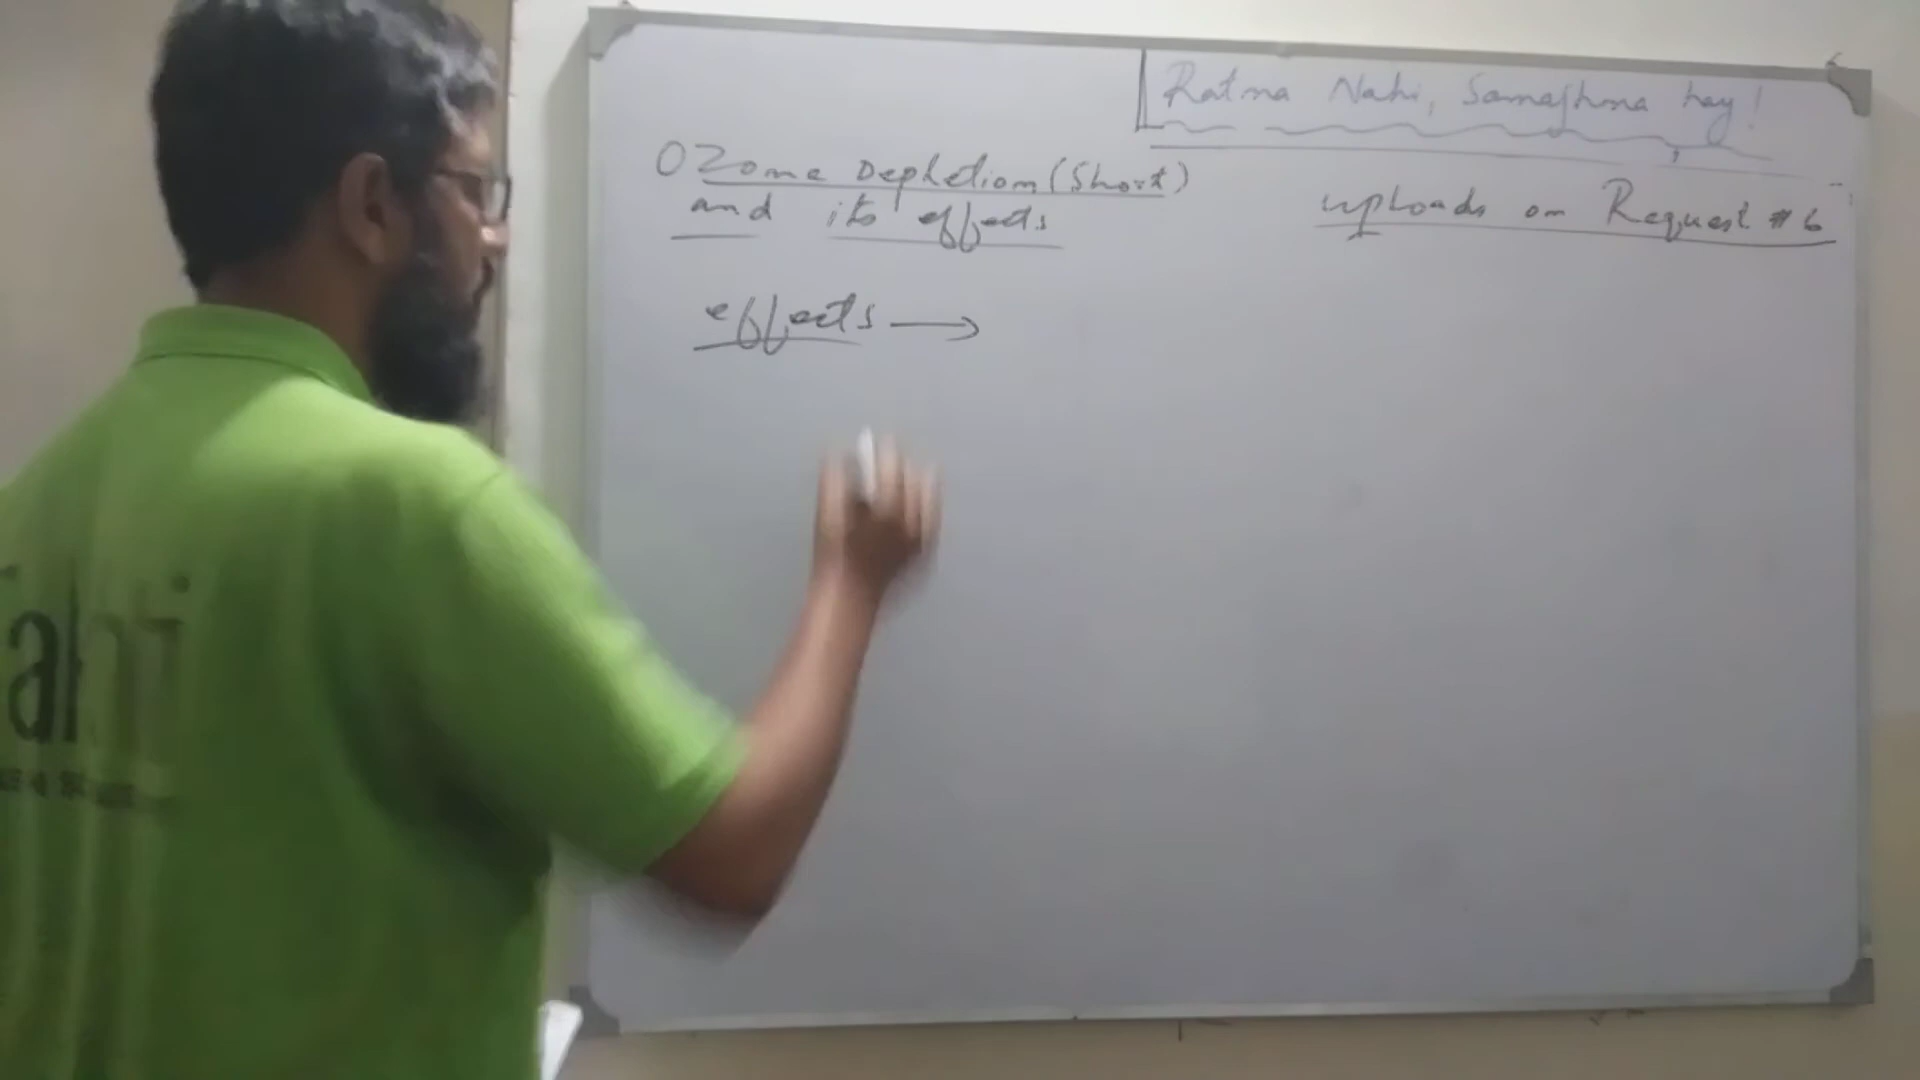 Ratna Nahi, Samajhna hay!
Ozone Depletion (Short)
and its effects
uploads on Request #6
effects →